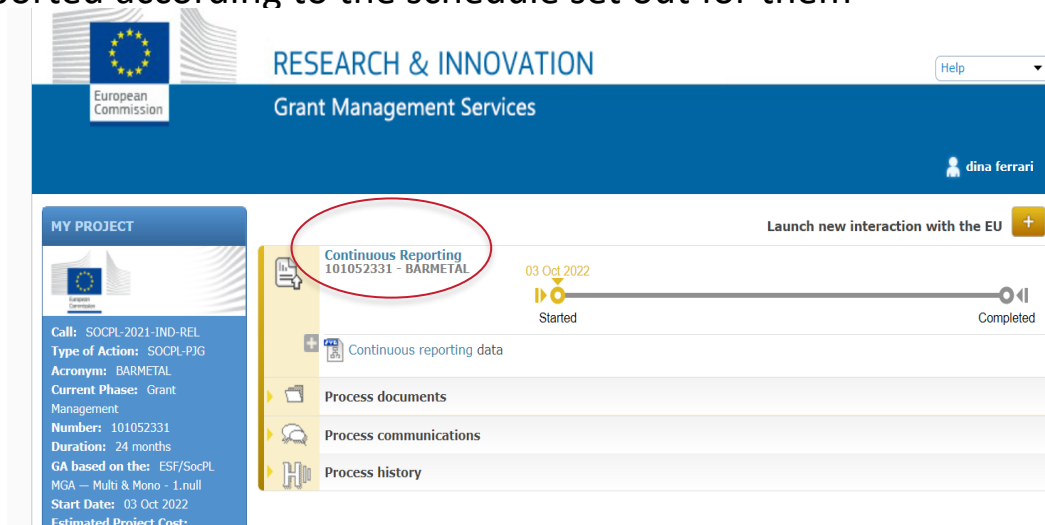 orted according to the schedule set out for them
European
Commission
RESEARCH & INNOVATION
Grant Management Services
Help
dina ferrari
MY PROJECT
European
Commission
Call: SOCPL-2021-IND-REL
Type of Action: SOCPL-PJG
Acronym: BARMETAL
Current Phase: Grant
Management
Number: 101052331
Duration: 24 months
GA based on the: ESF/SocPL
MGA — Multi & Mono - 1.null
Start Date: 03 Oct 2022
Estimated Project Cost:
Launch new interaction with the EU +
Continuous Reporting
101052331 - BARMETAL
03 Oct 2022
Started
Completed
Continuous reporting data
Process documents
Process communications
Process history